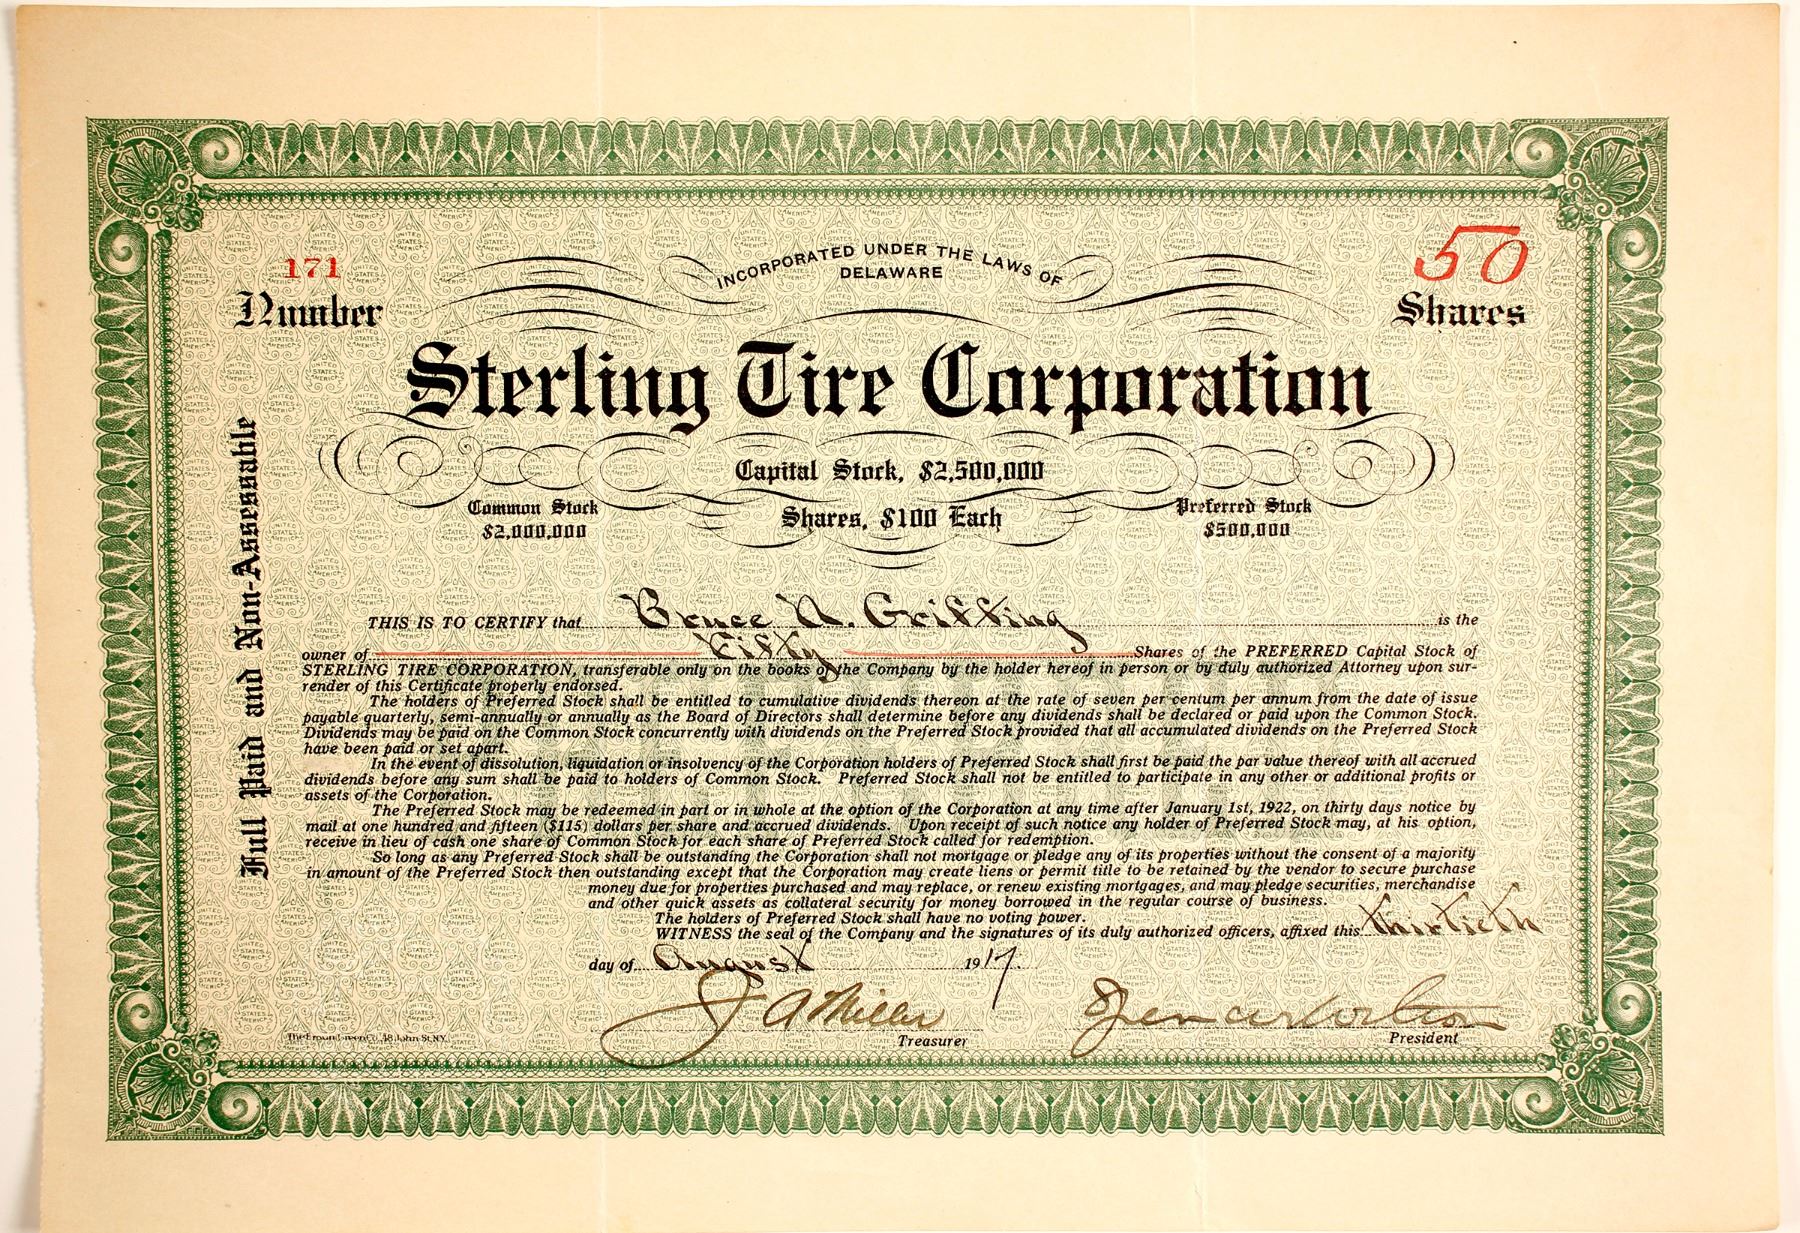 INCORPORATED UNDER THE LAWS OF
DELAWARE
171
Number
50
Shares
Sterling Tire Corporation
Capital Stock, $2,500,000
Common Stock
$2,000,000
Shares, $100 Each
Preferred Stock
$500,000
Full Paid and Non-Assessable
THIS IS TO CERTIFY that Bruce N. Griffing is the
owner of Fifty Shares of the PREFERRED Capital Stock of
STERLING TIRE CORPORATION, transferable only on the books of the Company by the holder hereof in person or by duly authorized Attorney upon sur-
render of this Certificate properly endorsed.
The holders of Preferred Stock shall be entitled to cumulative dividends thereon at the rate of seven per centum per annum from the date of issue
payable quarterly, semi-annually or annually as the Board of Directors shall determine before any dividends shall be declared or paid upon the Common Stock.
Dividends may be paid on the Common Stock concurrently with dividends on the Preferred Stock provided that all accumulated dividends on the Preferred Stock
have been paid or set apart.
In the event of dissolution, liquidation or insolvency of the Corporation holders of Preferred Stock shall first be paid the par value thereof with all accrued
dividends before any sum shall be paid to holders of Common Stock. Preferred Stock shall not be entitled to participate in any other or additional profits or
assets of the Corporation.
The Preferred Stock may be redeemed in part or in whole at the option of the Corporation at any time after January 1st, 1922, on thirty days notice by
mail at one hundred and fifteen ($115) dollars per share and accrued dividends. Upon receipt of such notice any holder of Preferred Stock may, at his option,
receive in lieu of cash one share of Common Stock for each share of Preferred Stock called for redemption.
So long as any Preferred Stock shall be outstanding the Corporation shall not mortgage or pledge any of its properties without the consent of a majority
in amount of the Preferred Stock then outstanding except that the Corporation may create liens or permit title to be retained by the vendor to secure purchase
money due for properties purchased and may replace, or renew existing mortgages, and may pledge securities, merchandise
and other quick assets as collateral security for money borrowed in the regular course of business.
The holders of Preferred Stock shall have no voting power.
WITNESS the seal of the Company and the signatures of its duly authorized officers, affixed this thirtieth
day of August 1917.
J A Miller
Treasurer
President
48 John St. N.Y.